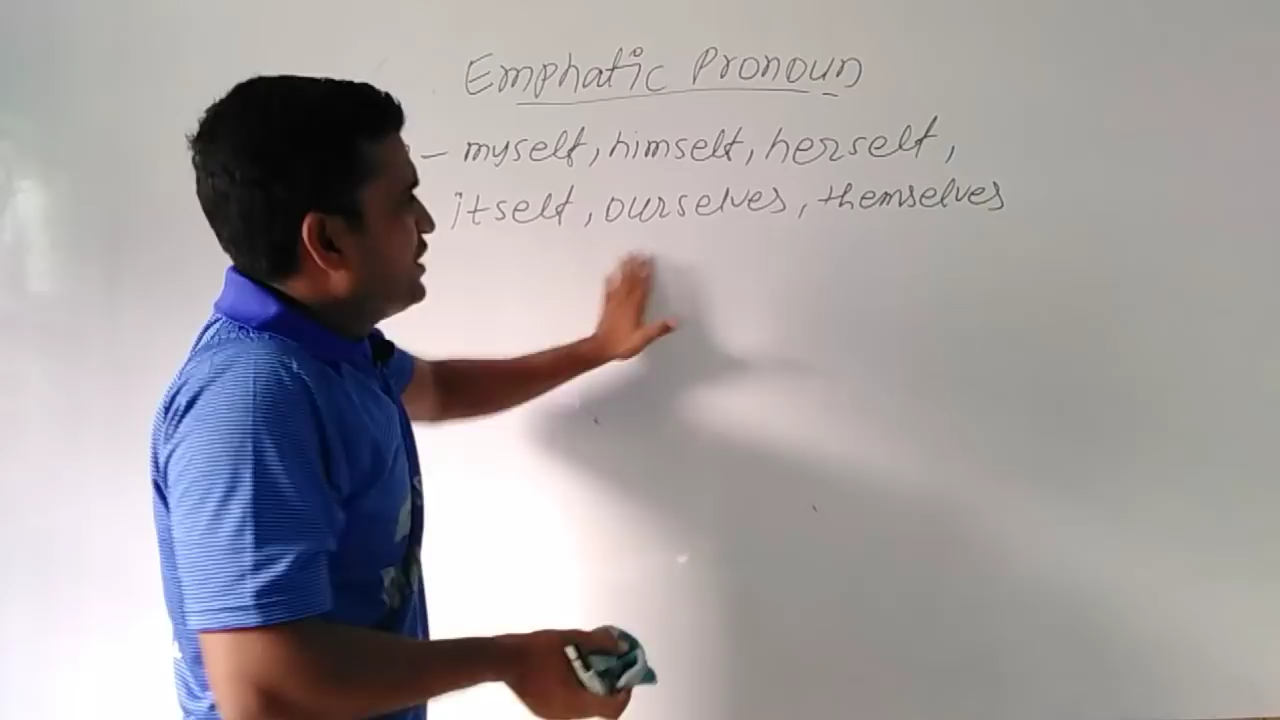 Emphatic Pronoun
- myself, himself, herself,
itself, ourselves, themselves